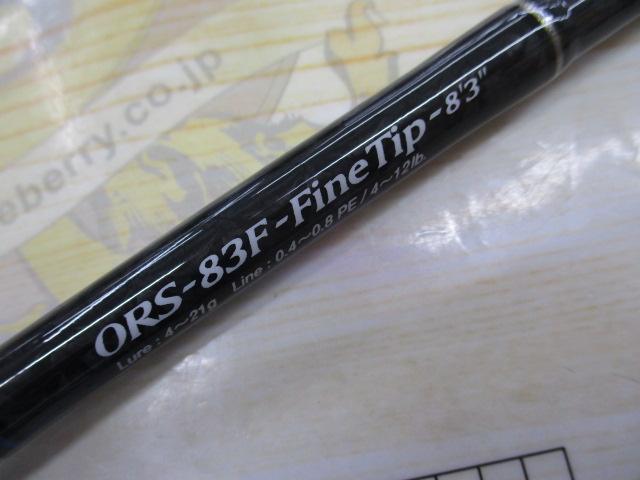 eberry.co.jp
ORS-83F-FineTip-8'3"
Lure : 4~21g Line : 0.4~0.8 PE / 4~12lb.